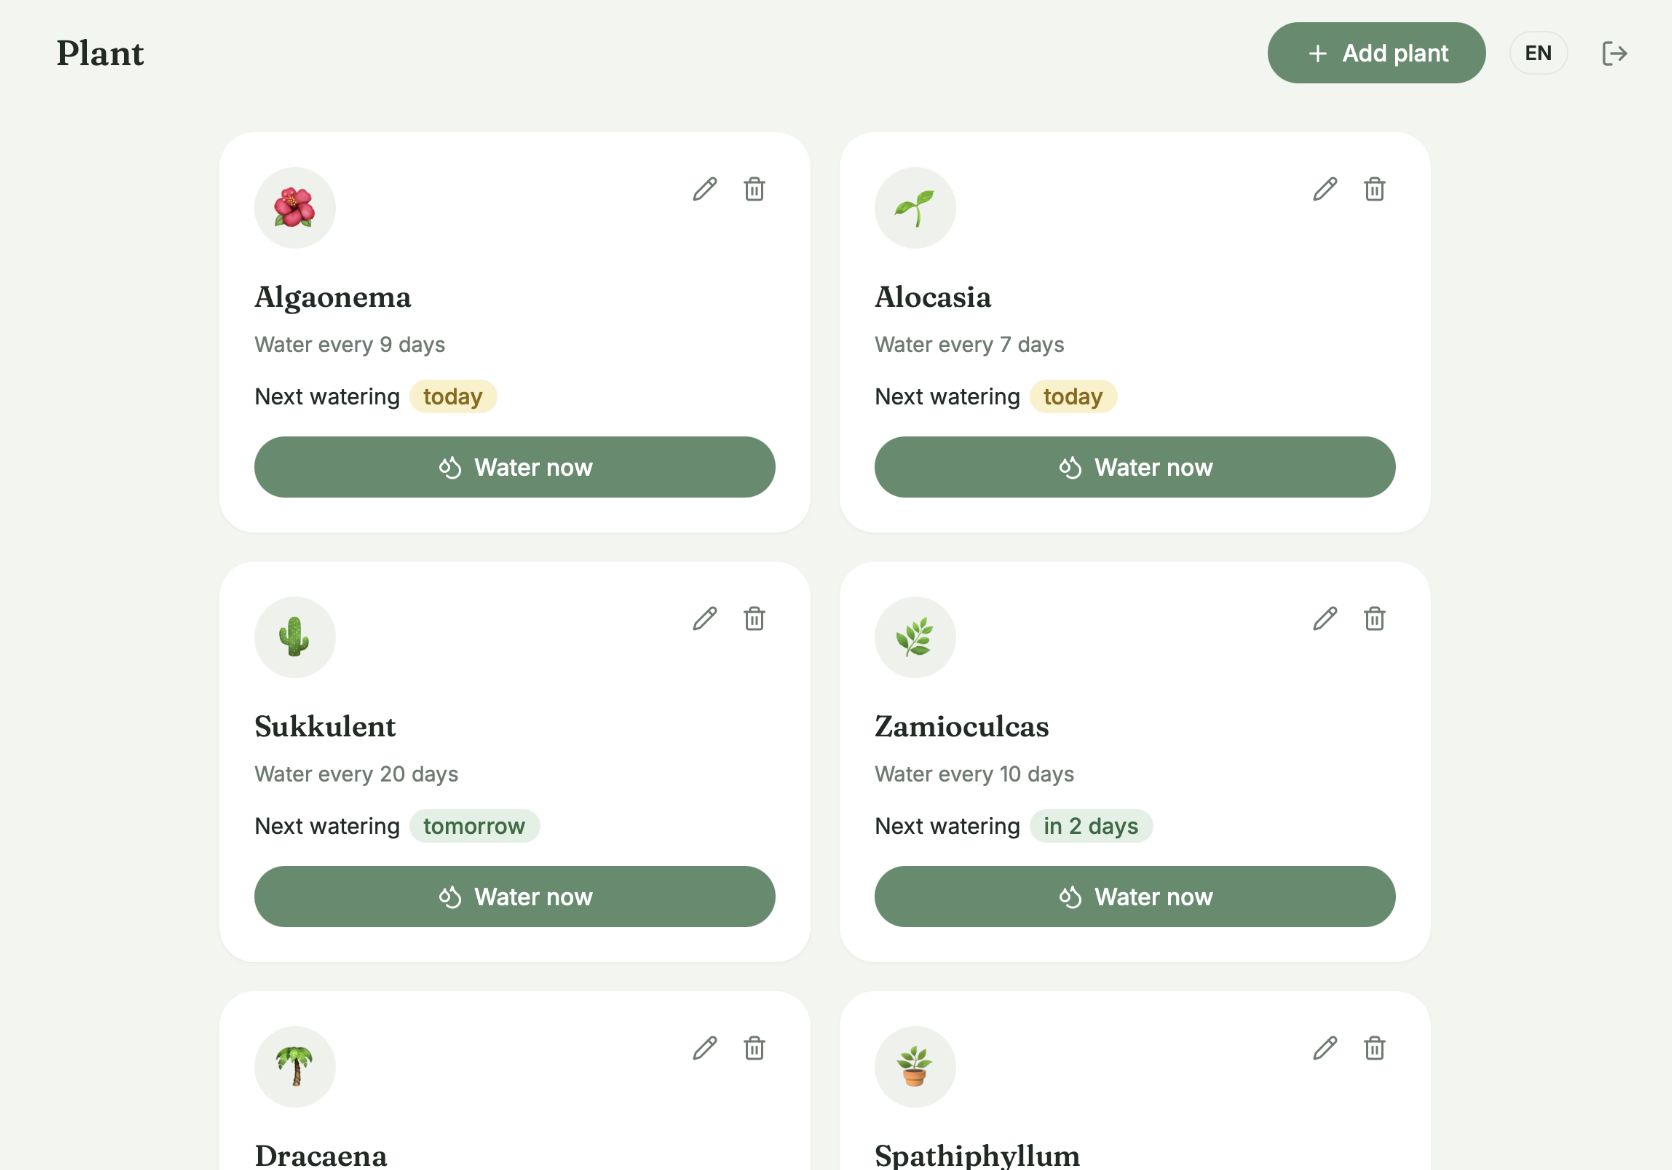 Plant
Add plant
EN
Algaonema
Water every 9 days
Next watering today
Water now
Alocasia
Water every 7 days
Next watering today
Water now
Sukkulent
Water every 20 days
Next watering tomorrow
Water now
Zamioculcas
Water every 10 days
Next watering in 2 days
Water now
Dracaena
Spathiphyllum